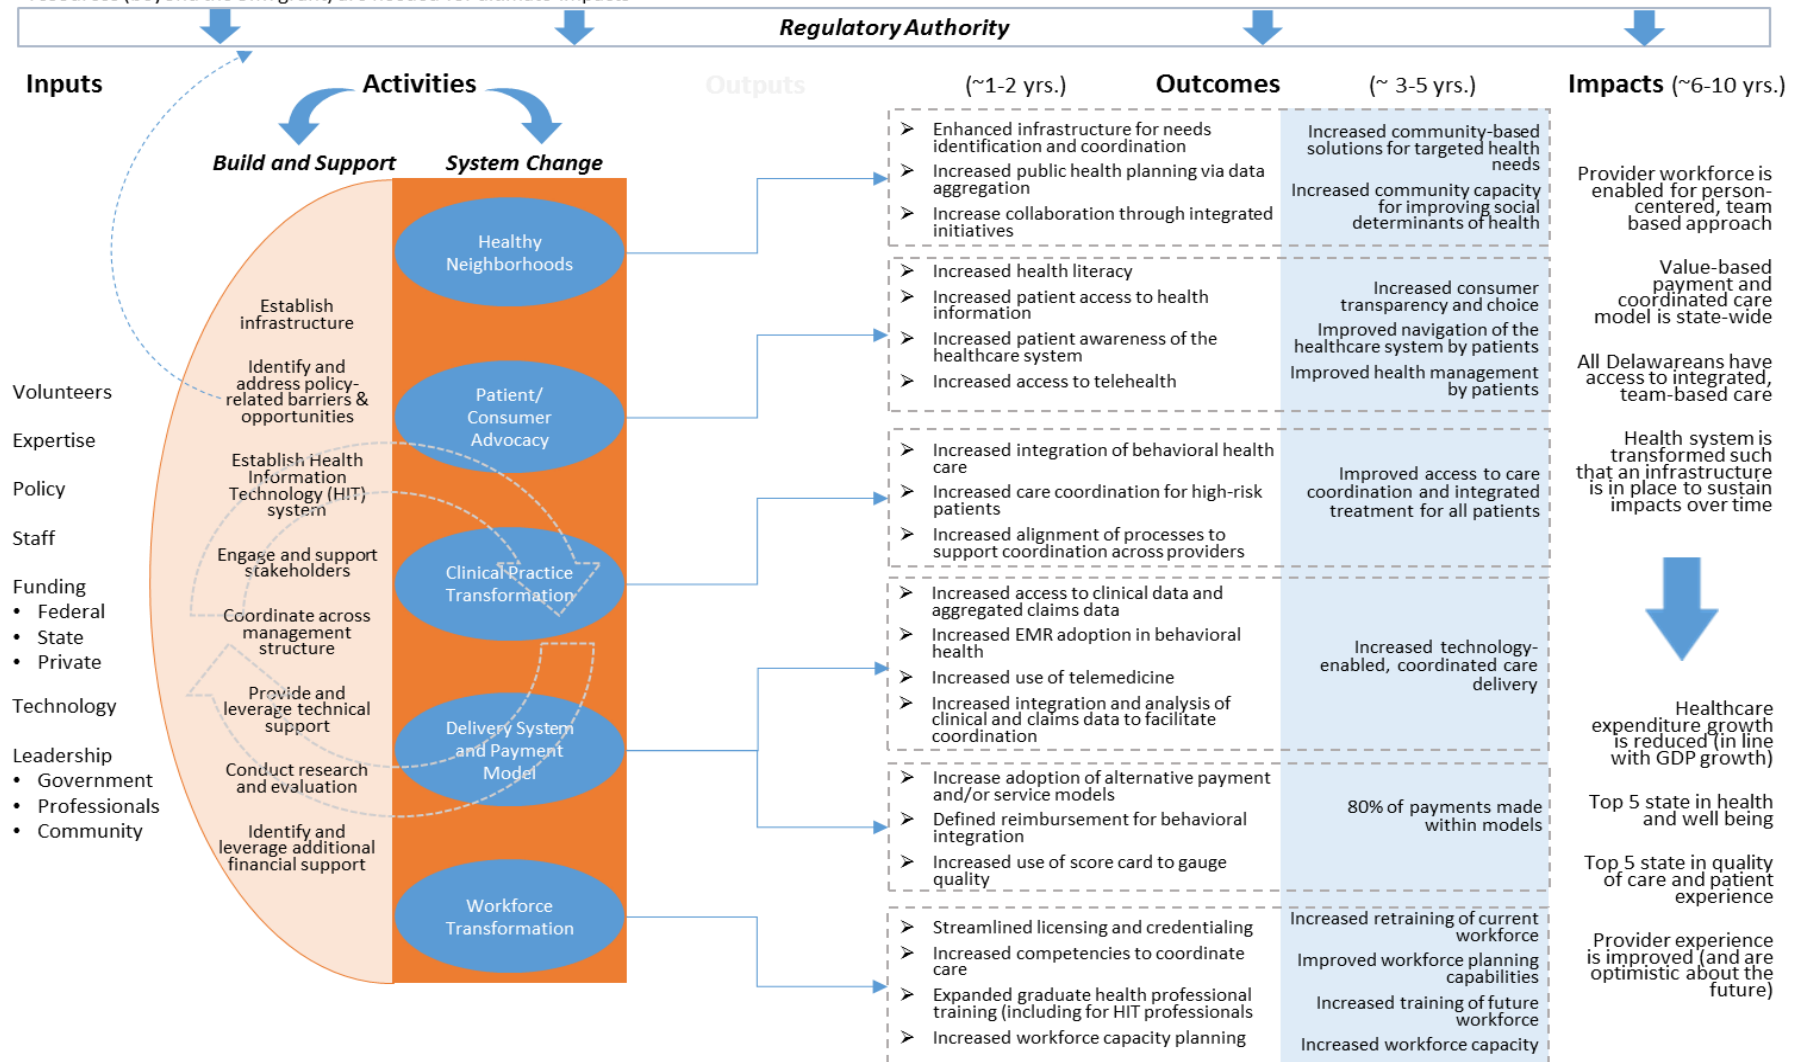 Regulatory Authority
Inputs
Activities
Outputs
(~1-2 yrs.)
Outcomes
(~ 3-5 yrs.)
Impacts (~6-10 yrs.)
Build and Support
System Change
Volunteers
Expertise
Policy
Staff
Funding
• Federal
• State
• Private
Technology
Leadership
• Government
• Professionals
• Community
Establish
infrastructure
Identify and
address policy-
related barriers &
opportunities
Establish Health
Information
Technology (HIT)
system
Engage and support
stakeholders
Coordinate across
management
structure
Provide and
leverage technical
support
Conduct research
and evaluation
Identify and
leverage additional
financial support
Healthy
Neighborhoods
Patient/
Consumer
Advocacy
Clinical Practice
Transformation
Delivery System
and Payment
Model
Workforce
Transformation
➢ Enhanced infrastructure for needs
identification and coordination
➢ Increased public health planning via data
aggregation
➢ Increase collaboration through integrated
initiatives
Increased community-based
solutions for targeted health
needs
Increased community capacity
for improving social
determinants of health
➢ Increased health literacy
➢ Increased patient access to health
information
➢ Increased patient awareness of the
healthcare system
➢ Increased access to telehealth
Increased consumer
transparency and choice
Improved navigation of the
healthcare system by patients
Improved health management
by patients
➢ Increased integration of behavioral health
care
➢ Increased care coordination for high-risk
patients
➢ Increased alignment of processes to
support coordination across providers
Improved access to care
coordination and integrated
treatment for all patients
➢ Increased access to clinical data and
aggregated claims data
➢ Increased EMR adoption in behavioral
health
➢ Increased use of telemedicine
➢ Increased integration and analysis of
clinical and claims data to facilitate
coordination
Increased technology-
enabled, coordinated care
delivery
➢ Increase adoption of alternative payment
and/or service models
➢ Defined reimbursement for behavioral
integration
➢ Increased use of score card to gauge
quality
80% of payments made
within models
➢ Streamlined licensing and credentialing
➢ Increased competencies to coordinate
care
➢ Expanded graduate health professional
training (including for HIT professionals
➢ Increased workforce capacity planning
Increased retraining of current
workforce
Improved workforce planning
capabilities
Increased training of future
workforce
Increased workforce capacity
Provider workforce is
enabled for person-
centered, team
based approach
Value-based
payment and
coordinated care
model is state-wide
All Delawareans have
access to integrated,
team-based care
Health system is
transformed such
that an infrastructure
is in place to sustain
impacts over time
Healthcare
expenditure growth
is reduced (in line
with GDP growth)
Top 5 state in health
and well being
Top 5 state in quality
of care and patient
experience
Provider experience
is improved (and are
optimistic about the
future)